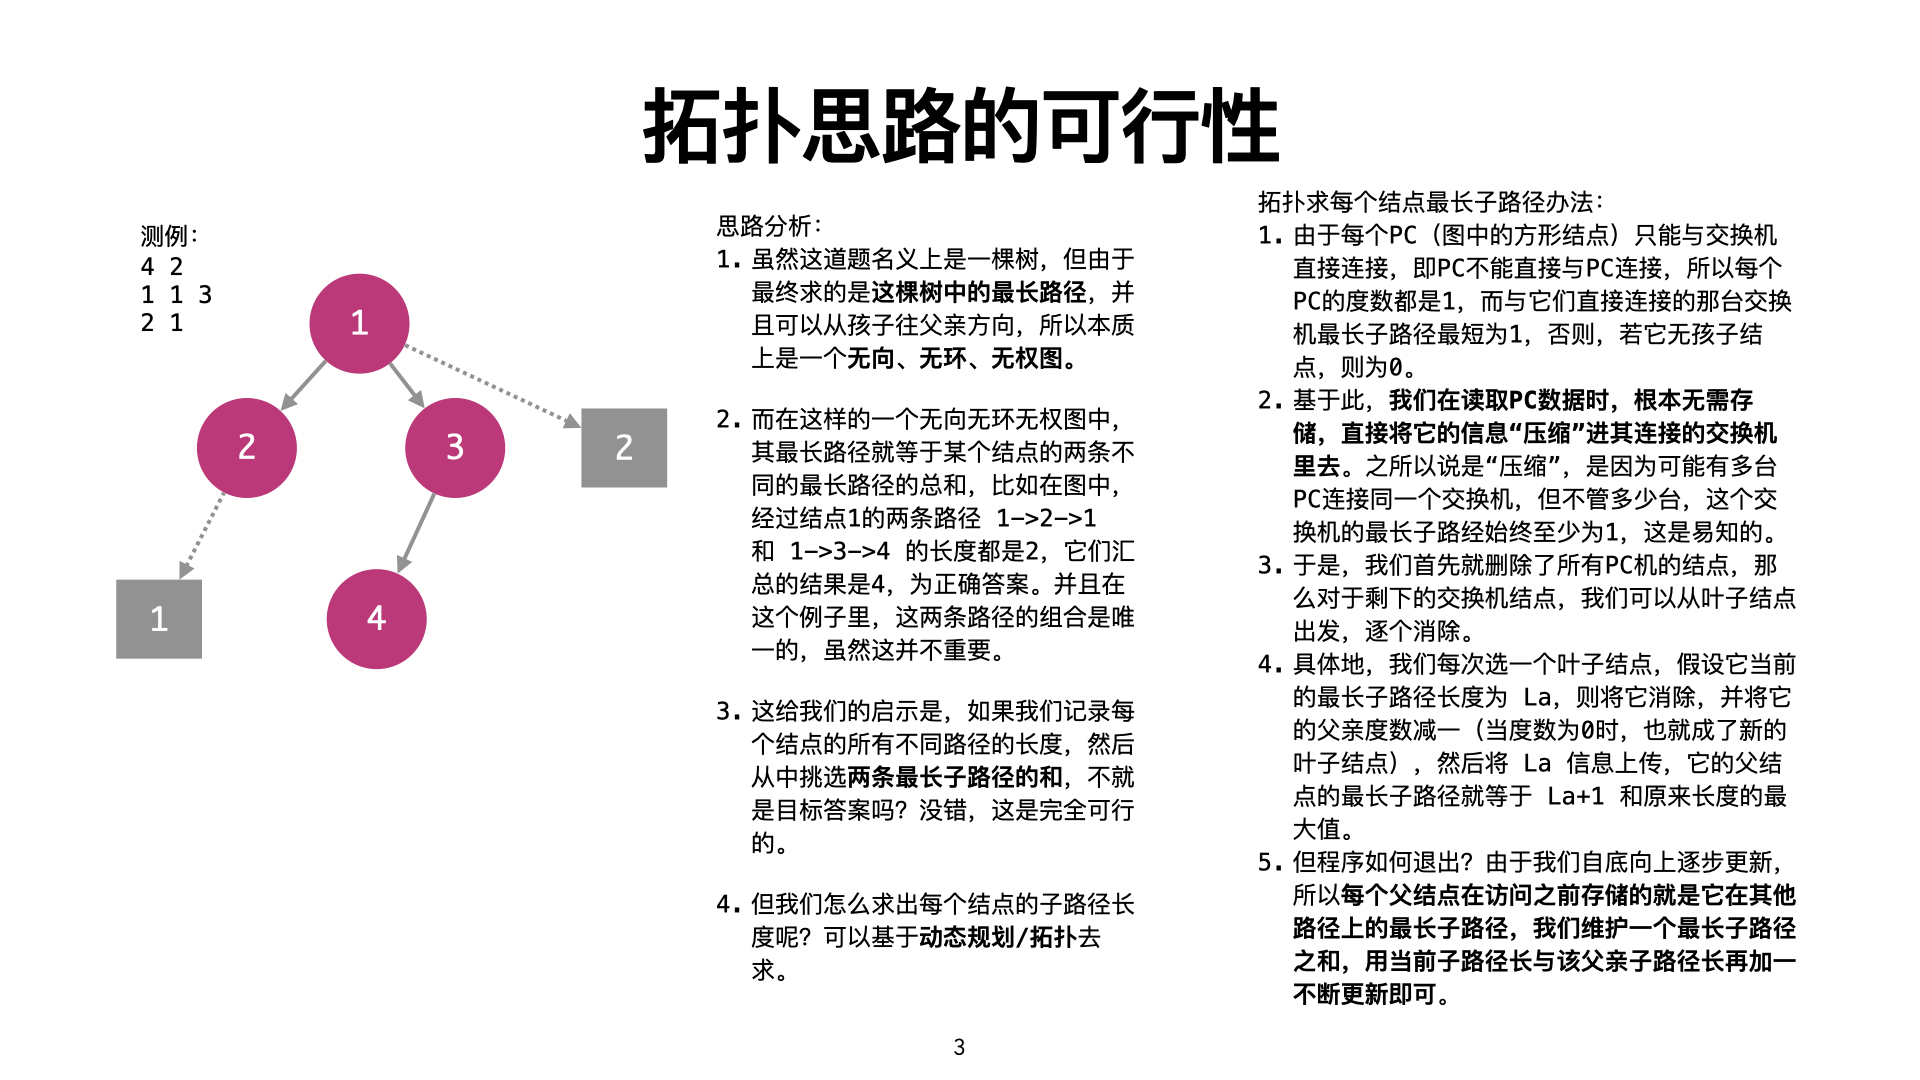 拓扑思路的可行性
测例：
4 2
1 1 3
2 1
1
2
3
2
1
4
思路分析：
1. 虽然这道题名义上是一棵树，但由于
最终求的是这棵树中的最长路径，并
且可以从孩子往父亲方向，所以本质
上是一个无向、无环、无权图。
2. 而在这样的一个无向无环无权图中，
其最长路径就等于某个结点的两条不
同的最长路径的总和，比如在图中，
经过结点1的两条路径 1->2->1
和 1->3->4 的长度都是2，它们汇
总的结果是4，为正确答案。并且在
这个例子里，这两条路径的组合是唯
一的，虽然这并不重要。
3. 这给我们的启示是，如果我们记录每
个结点的所有不同路径的长度，然后
从中挑选两条最长子路径的和，不就
是目标答案吗？没错，这是完全可行
的。
4. 但我们怎么求出每个结点的子路径长
度呢？可以基于动态规划/拓扑去
求。
拓扑求每个结点最长子路径办法：
1. 由于每个PC（图中的方形结点）只能与交换机
直接连接，即PC不能直接与PC连接，所以每个
PC的度数都是1，而与它们直接连接的那台交换
机最长子路径最短为1，否则，若它无孩子结
点，则为0。
2. 基于此，我们在读取PC数据时，根本无需存
储，直接将它的信息“压缩”进其连接的交换机
里去。之所以说是“压缩”，是因为可能有多台
PC连接同一个交换机，但不管多少台，这个交
换机的最长子路经始终至少为1，这是易知的。
3. 于是，我们首先就删除了所有PC机的结点，那
么对于剩下的交换机结点，我们可以从叶子结点
出发，逐个消除。
4. 具体地，我们每次选一个叶子结点，假设它当前
的最长子路径长度为 La，则将它消除，并将它
的父亲度数减一（当度数为0时，也就成了新的
叶子结点），然后将 La 信息上传，它的父结
点的最长子路径就等于 La+1 和原来长度的最
大值。
5. 但程序如何退出？由于我们自底向上逐步更新，
所以每个父结点在访问之前存储的就是它在其他
路径上的最长子路径，我们维护一个最长子路径
之和，用当前子路径长与该父亲子路径长再加一
不断更新即可。
3